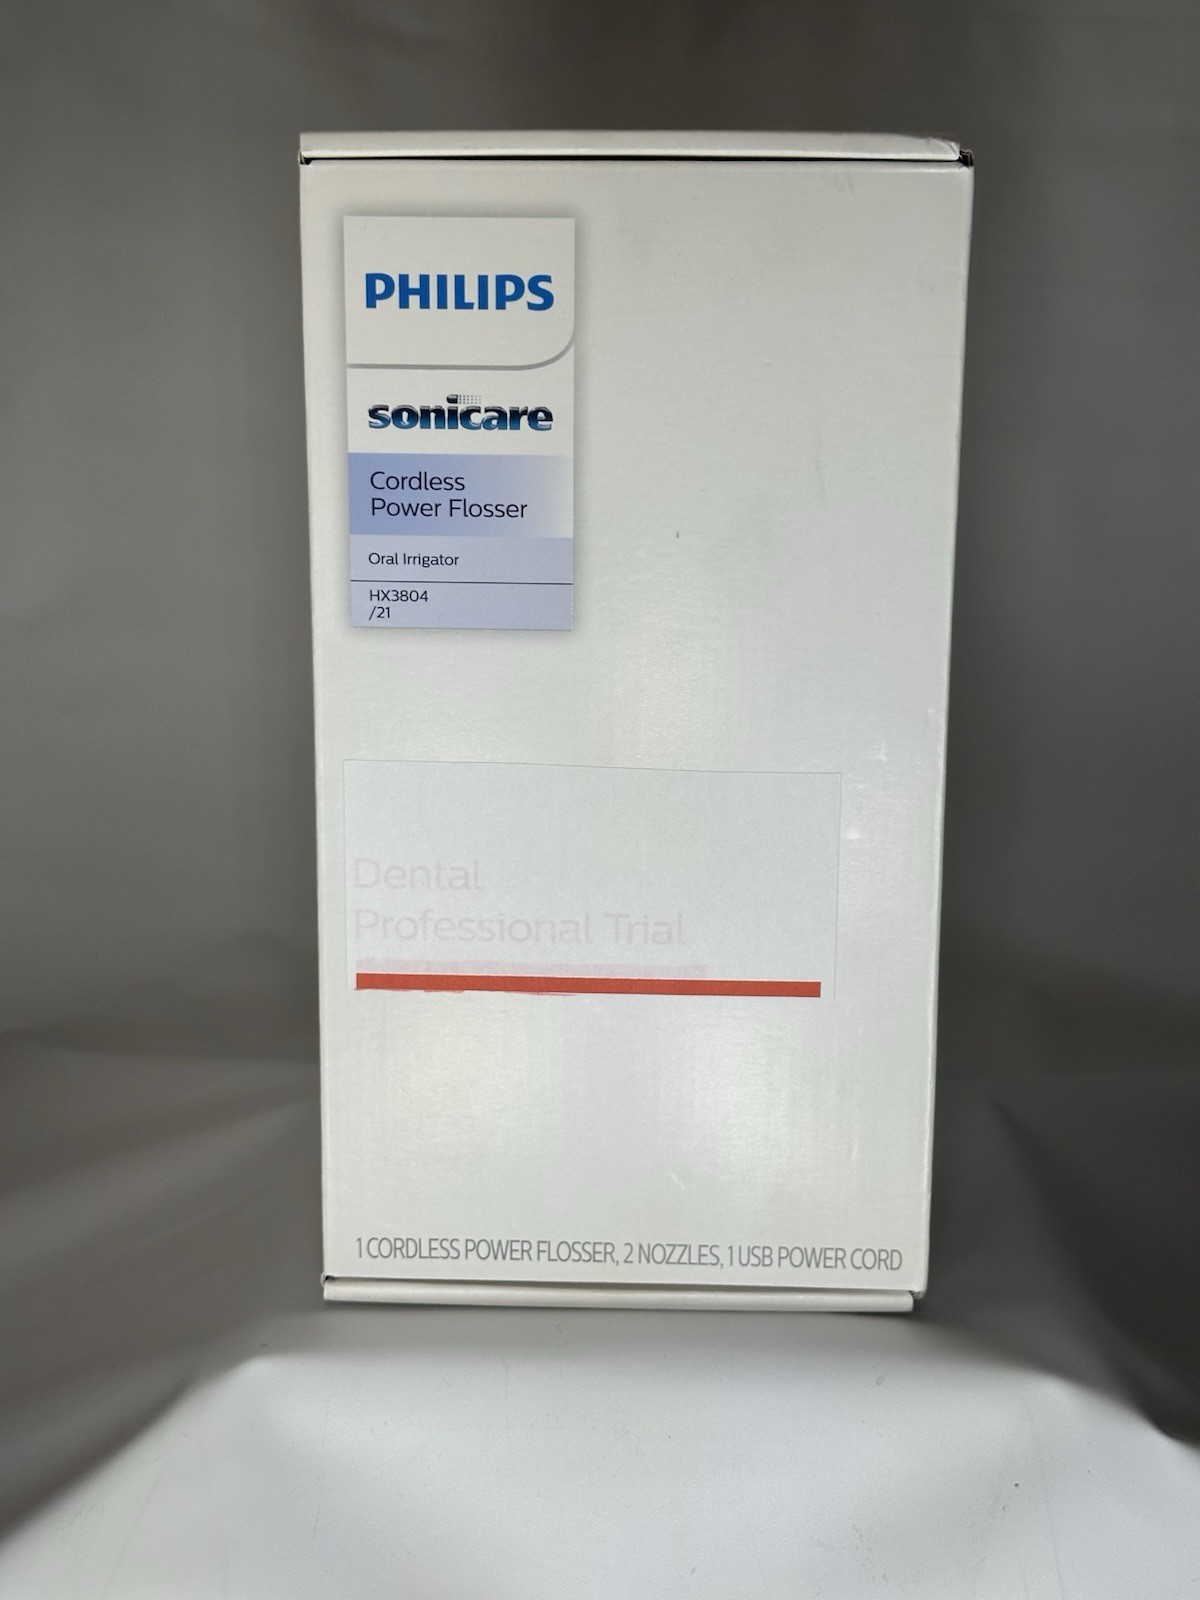 PHILIPS
sonicare
Cordless
Power Flosser
Oral Irrigator
HX3804
/21
Dental
Professional Trial
1 CORDLESS POWER FLOSSER, 2 NOZZLES, 1 USB POWER CORD